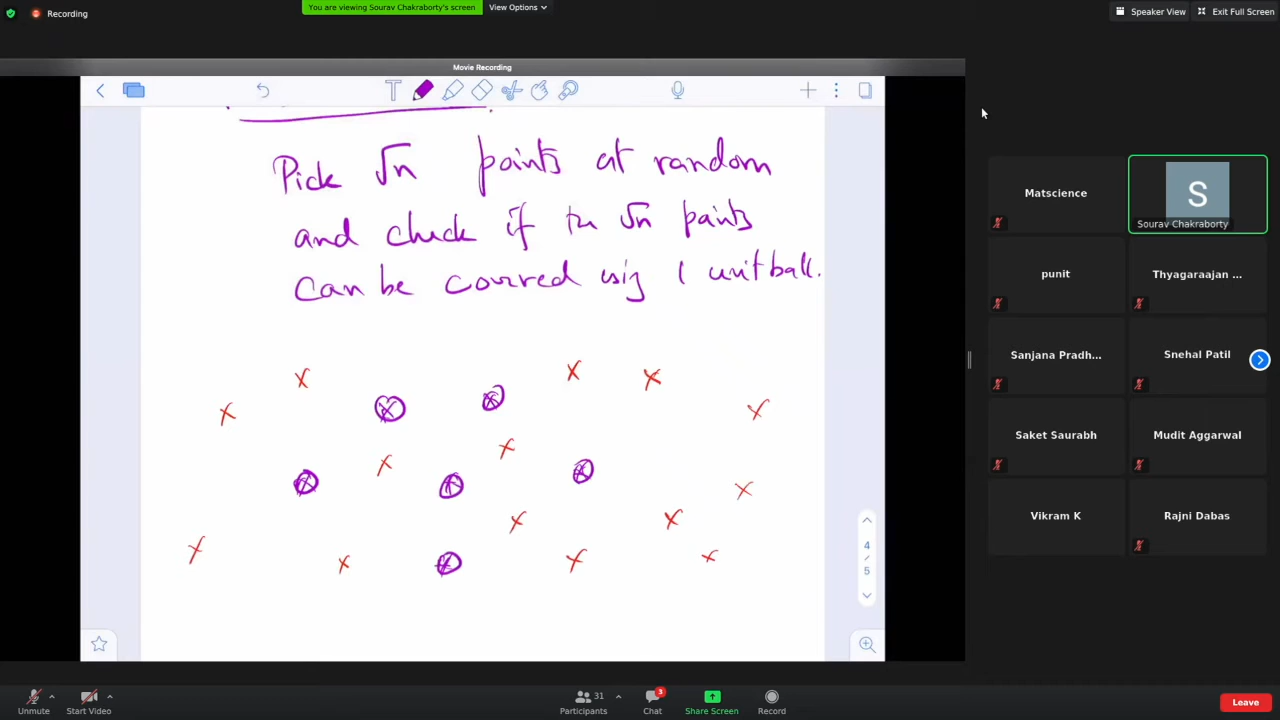 Recording
You are viewing Sourav Chakraborty's screen
View Options
Speaker View
Exit Full Screen
Movie Recording
Pick √n points at random
and check if the √n points
can be covered using 1 unit ball.
4
/
5
Matscience
S
Sourav Chakraborty
punit
Thyagaraajan ...
Sanjana Pradh...
Snehal Patil
Saket Saurabh
Mudit Aggarwal
Vikram K
Rajni Dabas
Unmute
Start Video
31
Participants
3
Chat
Share Screen
Record
Leave